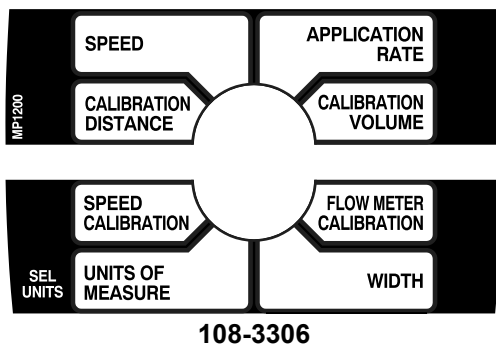 SPEED
APPLICATION
RATE
MP1200
CALIBRATION
DISTANCE
CALIBRATION
VOLUME
SPEED
CALIBRATION
FLOW METER
CALIBRATION
SEL
UNITS
UNITS OF
MEASURE
WIDTH
108-3306